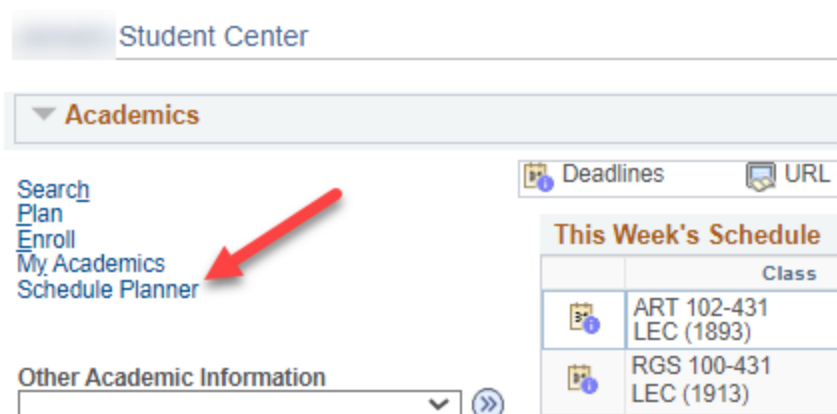 Student Center
Academics
Search
Plan
Enroll
My Academics
Schedule Planner
Other Academic Information
Deadlines
URL
This Week's Schedule
Class
ART 102-431
LEC (1893)
RGS 100-431
LEC (1913)